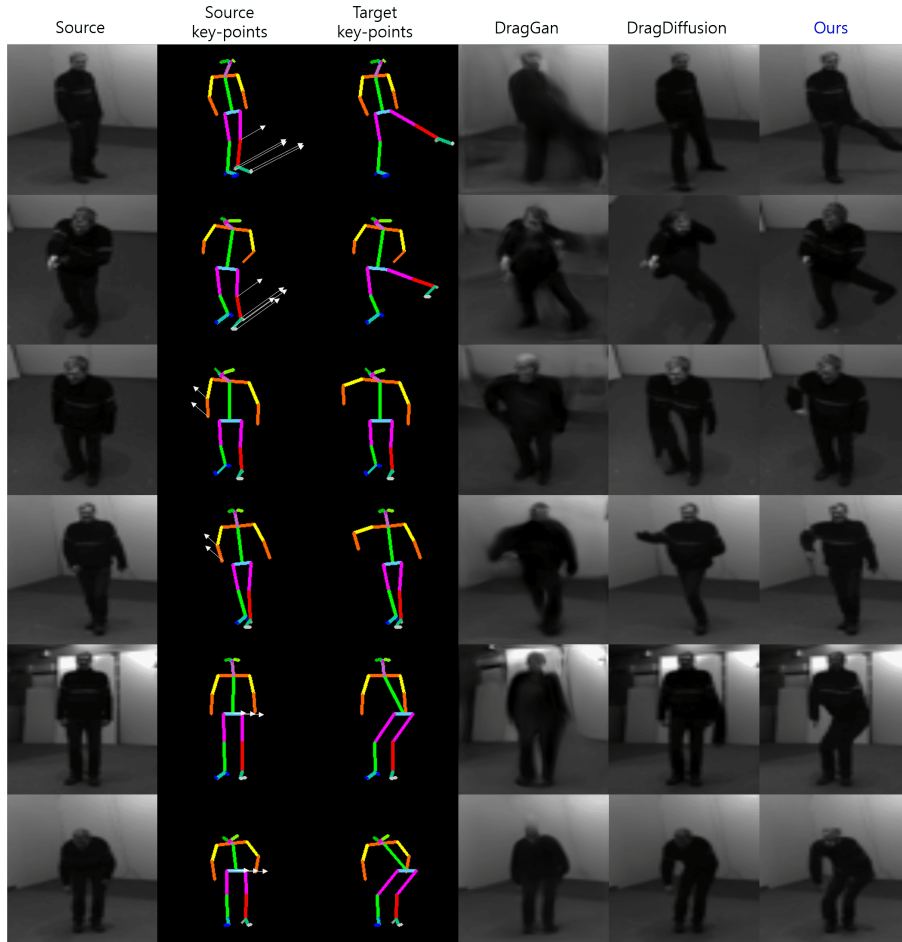 Source
Source
key-points
Target
key-points
DragGan
DragDiffusion
Ours